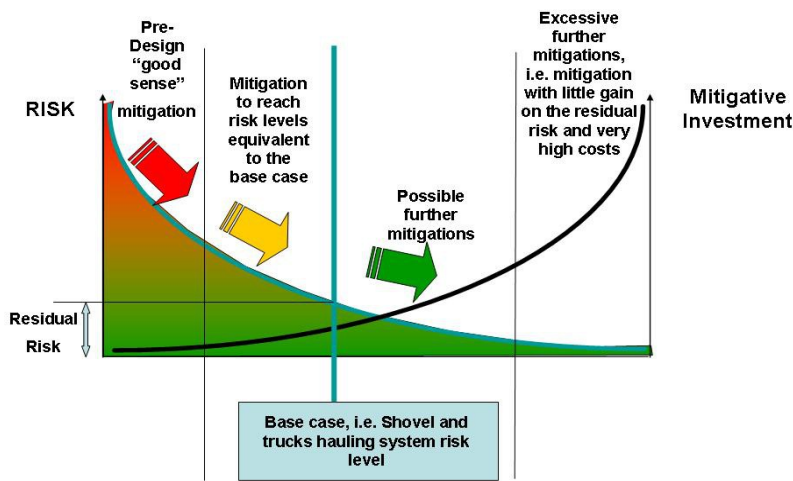 Pre-
Design
“good
sense”
mitigation
RISK
Mitigation
to reach
risk levels
equivalent
to the
base case
Possible
further
mitigations
Excessive
further
mitigations,
i.e. mitigation
with little gain
on the residual
risk and very
high costs
Mitigative
Investment
Residual
Risk
Base case, i.e. Shovel and
trucks hauling system risk
level